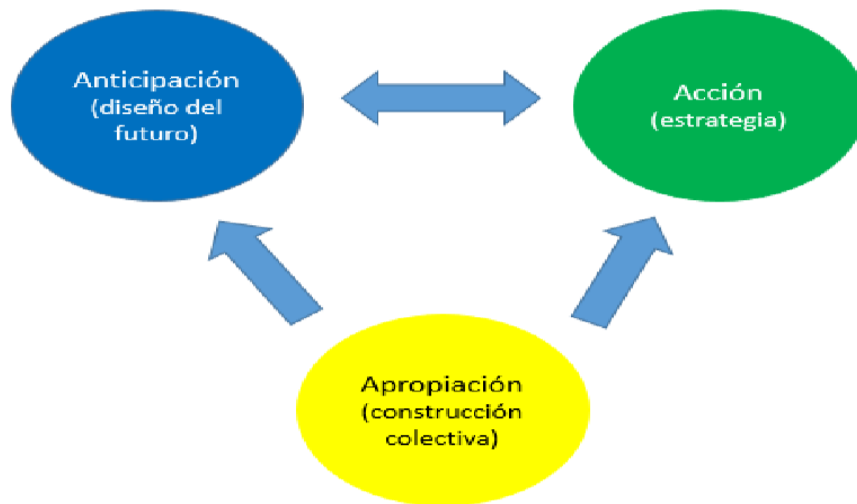 Anticipación
(diseño del
futuro)
Acción
(estrategia)
Apropiación
(construcción
colectiva)